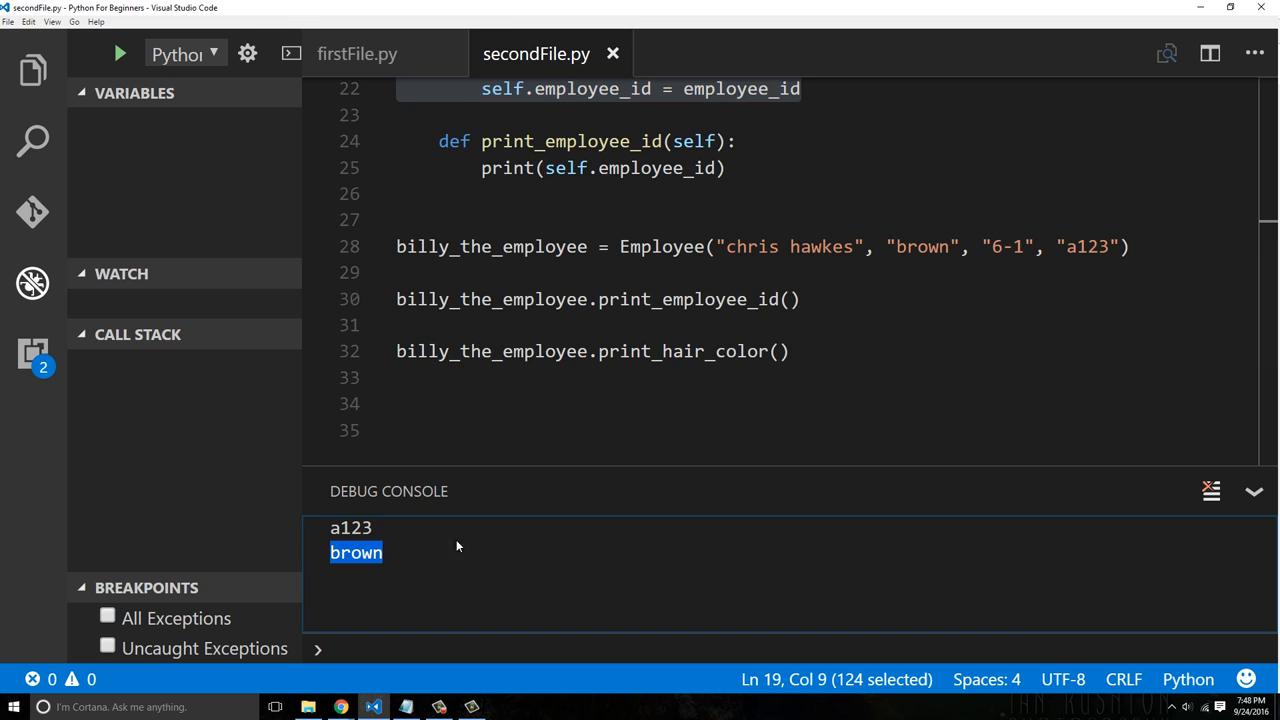 secondFile.py - Python For Beginners - Visual Studio Code
File Edit View Go Help
Python
firstFile.py
secondFile.py
VARIABLES
WATCH
CALL STACK
2
BREAKPOINTS
All Exceptions
Uncaught Exceptions
22 self.employee_id = employee_id
23
24 def print_employee_id(self):
25 print(self.employee_id)
26
27
28 billy_the_employee = Employee("chris hawkes", "brown", "6-1", "a123")
29
30 billy_the_employee.print_employee_id()
31
32 billy_the_employee.print_hair_color()
33
34
35
DEBUG CONSOLE
a123
brown
0 0
Ln 19, Col 9 (124 selected) Spaces: 4 UTF-8 CRLF Python
I'm Cortana. Ask me anything.
7:48 PM
9/24/2016